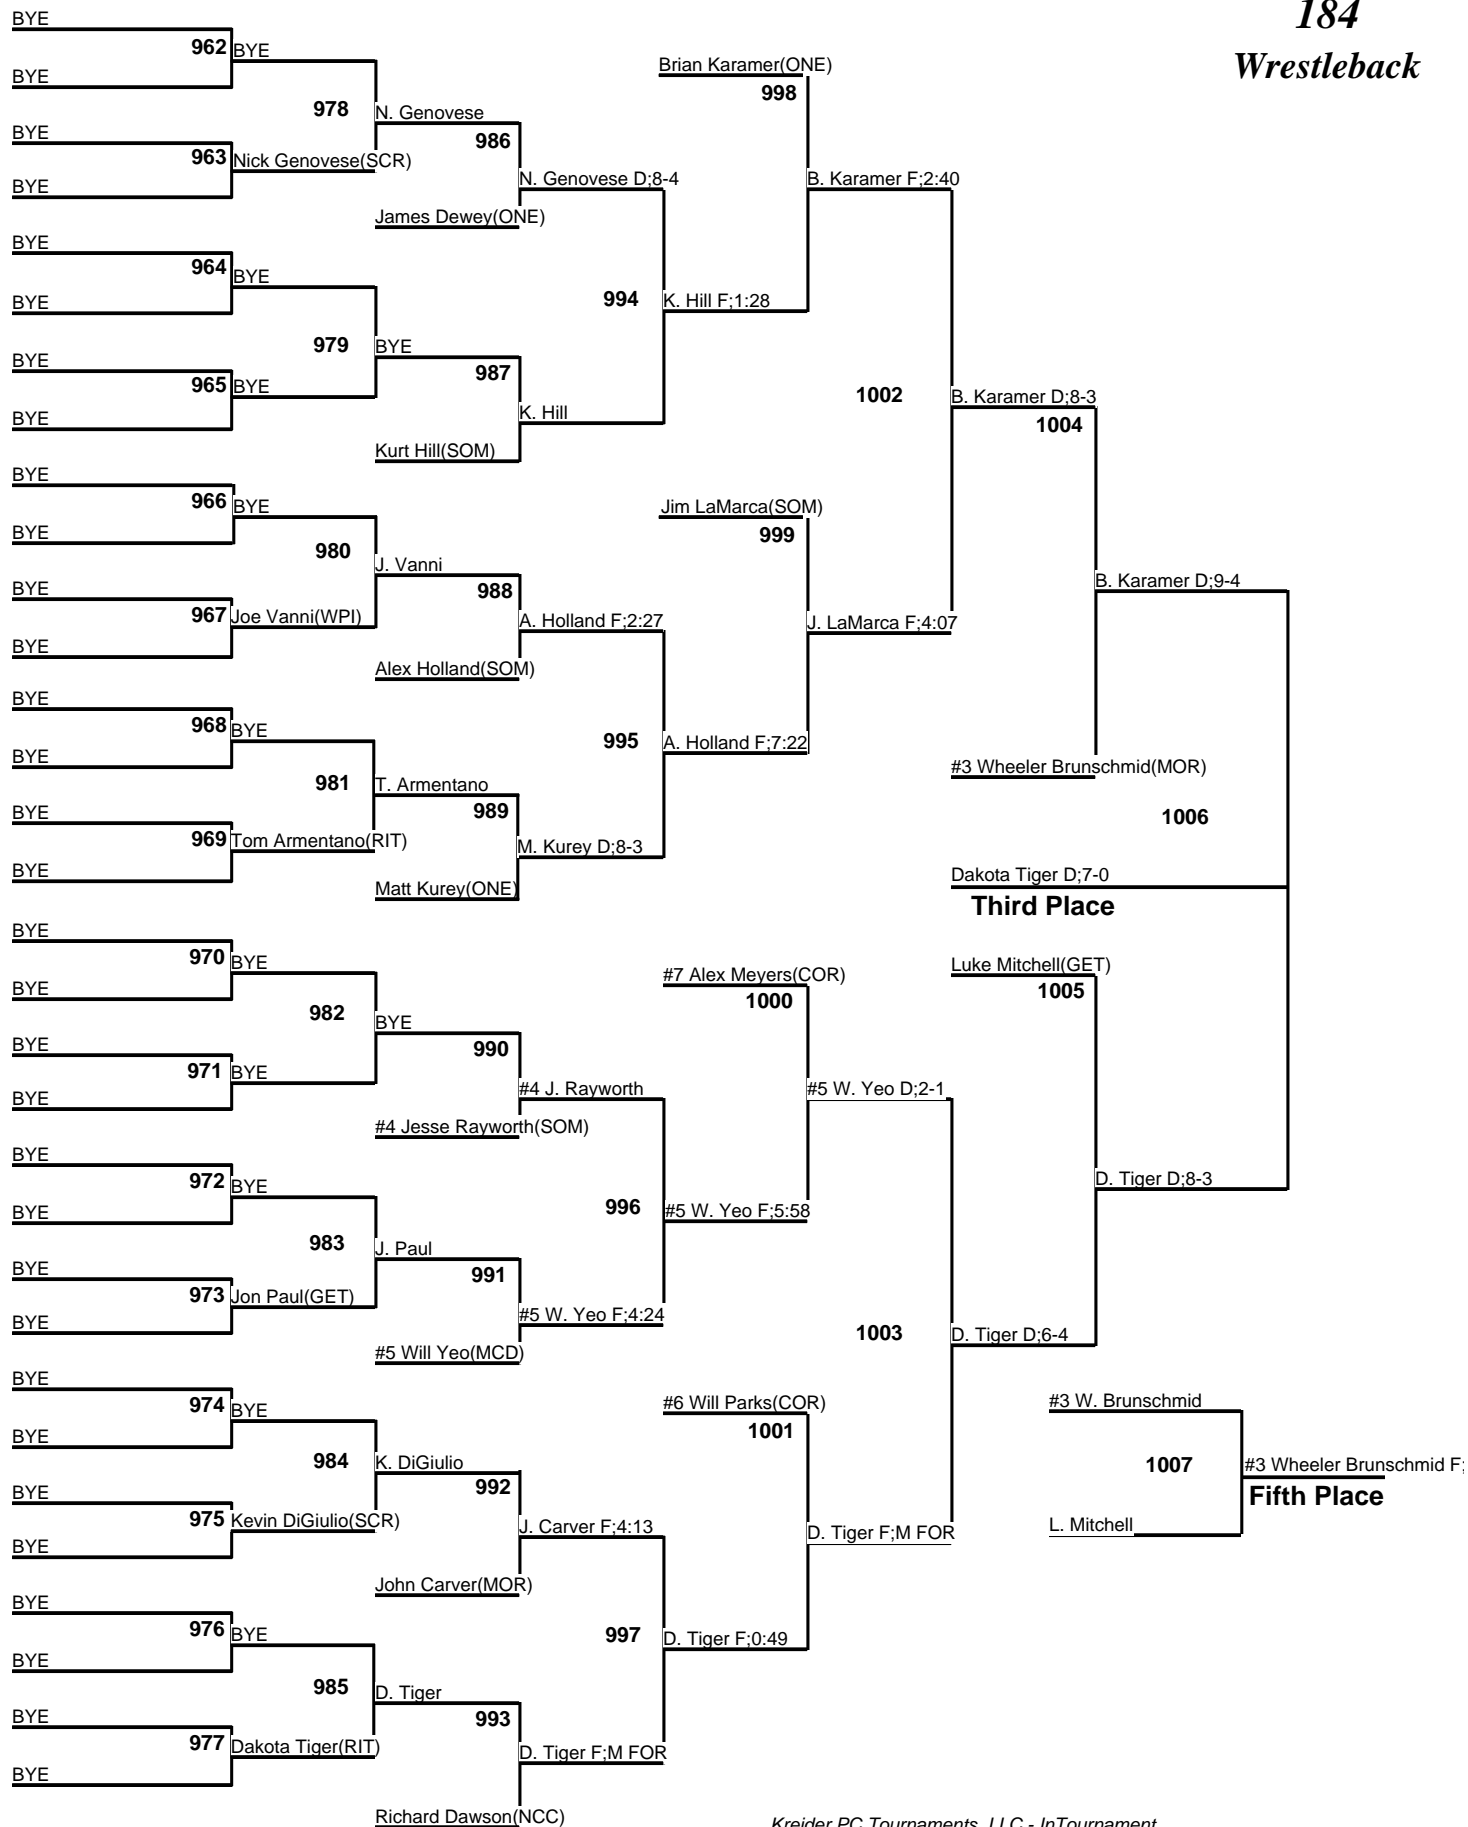 184
Wrestleback
BYE
962
BYE
BYE
978
N. Genovese
BYE
963
Nick Genovese(SCR)
BYE
986
N. Genovese D;8-4
James Dewey(ONE)
BYE
964
BYE
BYE
979
BYE
BYE
965
BYE
BYE
987
K. Hill
Kurt Hill(SOM)
994
K. Hill F;1:28
Brian Karamer(ONE)
998
B. Karamer F;2:40
BYE
966
BYE
BYE
980
J. Vanni
BYE
967
Joe Vanni(WPI)
BYE
988
A. Holland F;2:27
Alex Holland(SOM)
BYE
968
BYE
BYE
981
T. Armentano
BYE
969
Tom Armentano(RIT)
BYE
989
M. Kurey D;8-3
Matt Kurey(ONE)
995
A. Holland F;7:22
Jim LaMarca(SOM)
999
J. LaMarca F;4:07
1002
B. Karamer D;8-3
1004
B. Karamer D;9-4
#3 Wheeler Brunschmid(MOR)
1006
Dakota Tiger D;7-0
Third Place
BYE
970
BYE
BYE
982
BYE
BYE
971
BYE
BYE
990
#4 J. Rayworth
#4 Jesse Rayworth(SOM)
BYE
972
BYE
BYE
983
J. Paul
BYE
973
Jon Paul(GET)
BYE
991
#5 W. Yeo F;4:24
#5 Will Yeo(MCD)
996
#5 W. Yeo F;5:58
#7 Alex Meyers(COR)
1000
#5 W. Yeo D;2-1
Luke Mitchell(GET)
1005
D. Tiger D;8-3
1003
D. Tiger D;6-4
BYE
974
BYE
BYE
984
K. DiGiulio
BYE
975
Kevin DiGiulio(SCR)
BYE
992
J. Carver F;4:13
John Carver(MOR)
BYE
976
BYE
BYE
985
D. Tiger
BYE
977
Dakota Tiger(RIT)
BYE
993
D. Tiger F;M FOR
Richard Dawson(NCC)
997
D. Tiger F;0:49
#6 Will Parks(COR)
1001
D. Tiger F;M FOR
#3 W. Brunschmid
1007
#3 Wheeler Brunschmid F;
Fifth Place
L. Mitchell
Kreider PC Tournaments, LLC - InTournament